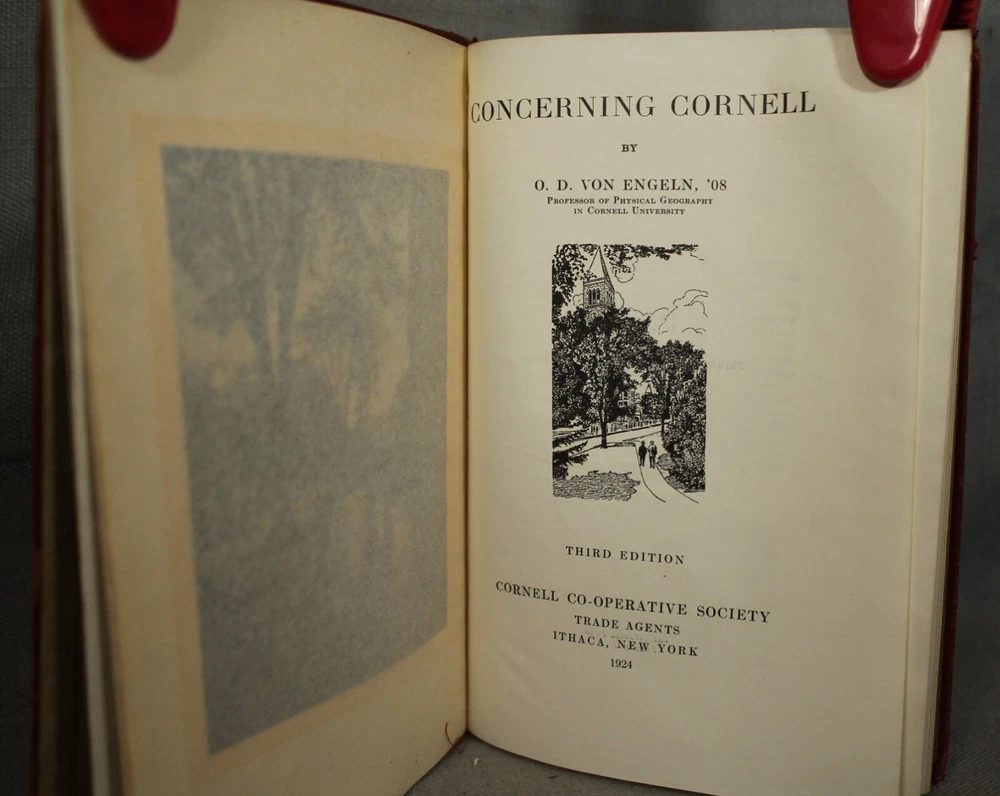 CONCERNING CORNELL
BY
O. D. VON ENGELN, '08
PROFESSOR OF PHYSICAL GEOGRAPHY
IN CORNELL UNIVERSITY
THIRD EDITION
CORNELL CO-OPERATIVE SOCIETY
TRADE AGENTS
ITHACA, NEW YORK
1924